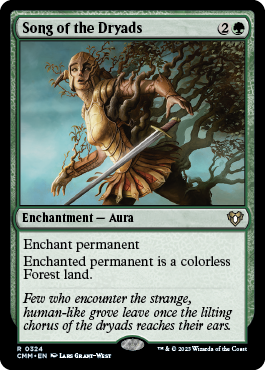 Song of the Dryads 2
Enchantment — Aura
Enchant permanent
Enchanted permanent is a colorless
Forest land.
Few who encounter the strange,
human-like grove leave once the lilting
chorus of the dryads reaches their ears.
R 0324
CMM • EN Lars Grant-West
™ & © 2023 Wizards of the Coast